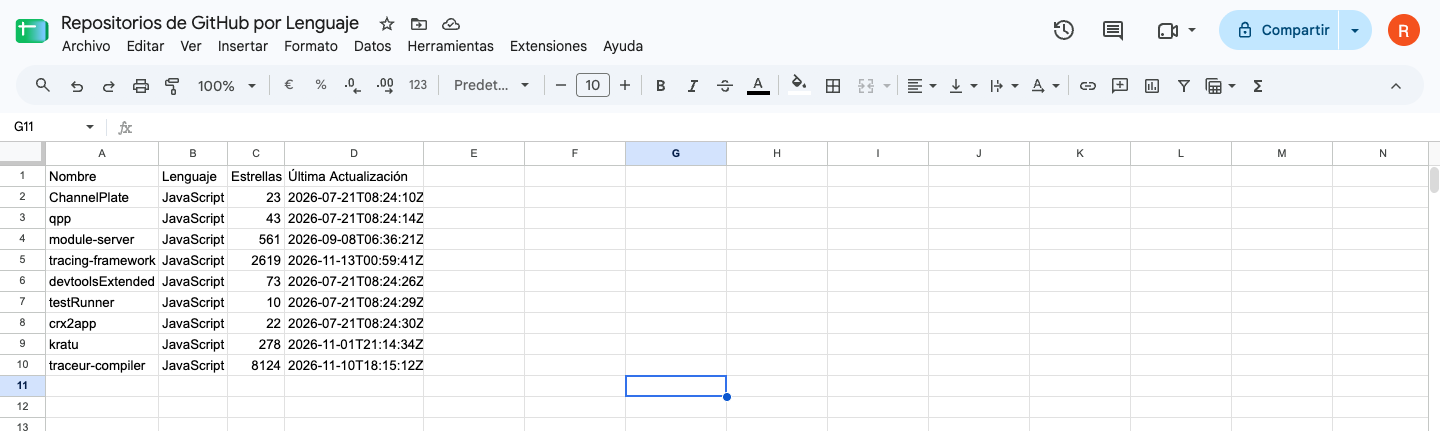 Repositorios de GitHub por Lenguaje
Archivo Editar Ver Insertar Formato Datos Herramientas Extensiones Ayuda
Compartir
R
100% € % .0 .00 123 Predet... 10 B I S A A Σ
G11 fx
A B C D E F G H I J K L M N
1 Nombre Lenguaje Estrellas Última Actualización
2 ChannelPlate JavaScript 23 2026-07-21T08:24:10Z
3 qpp JavaScript 43 2026-07-21T08:24:14Z
4 module-server JavaScript 561 2026-09-08T06:36:21Z
5 tracing-framework JavaScript 2619 2026-11-13T00:59:41Z
6 devtoolsExtended JavaScript 73 2026-07-21T08:24:26Z
7 testRunner JavaScript 10 2026-07-21T08:24:29Z
8 crx2app JavaScript 22 2026-07-21T08:24:30Z
9 kratu JavaScript 278 2026-11-01T21:14:34Z
10 traceur-compiler JavaScript 8124 2026-11-10T18:15:12Z
11
12
13